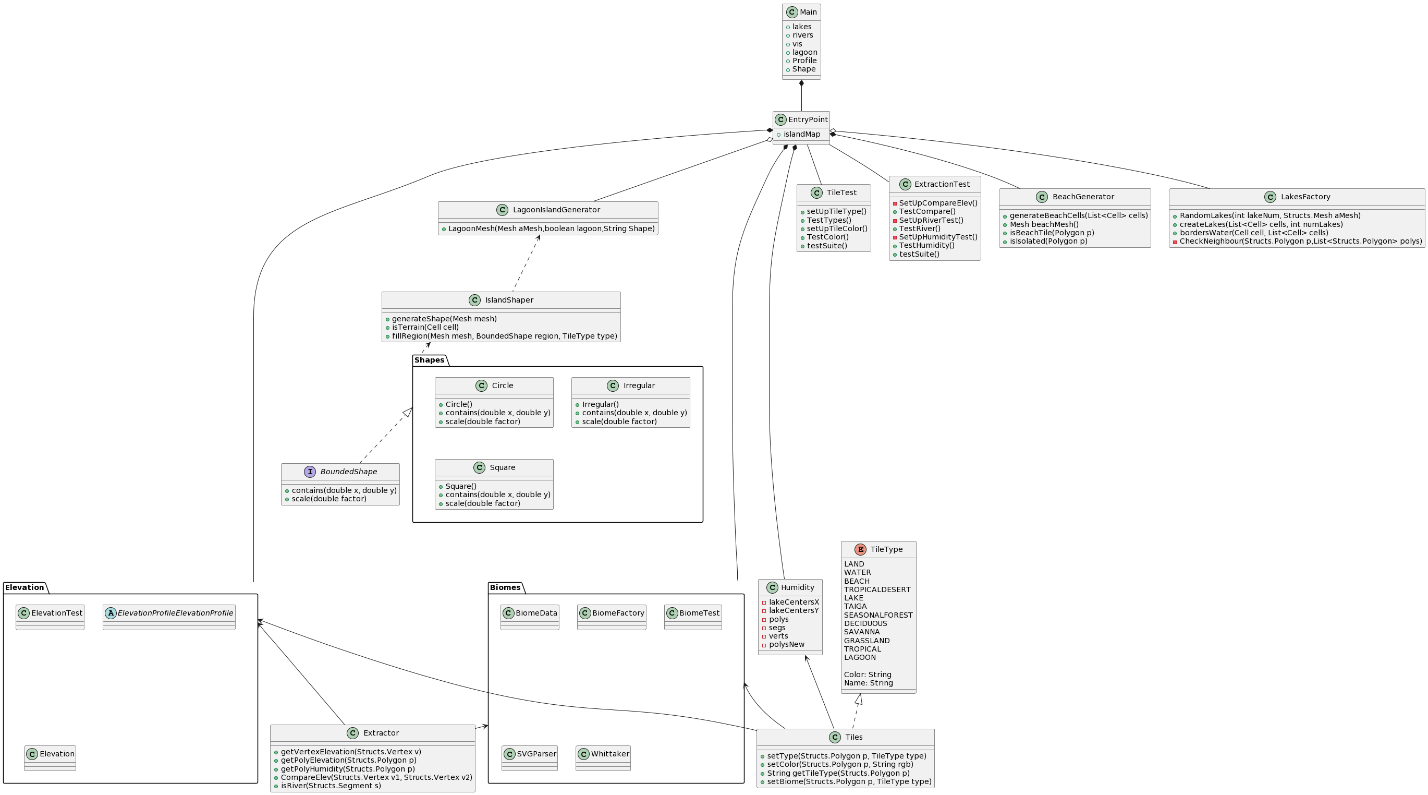 C Main
lakes
rivers
vis
lagoon
Profile
Shape
C EntryPoint
islandMap
C TileTest
setUpTileType()
TestTypes()
setUpTileColor()
TestColor()
testSuite()
C ExtractionTest
SetUpCompareElev()
TestCompare()
SetUpRiverTest()
TestRiver()
SetUpHumidityTest()
TestHumidity()
testSuite()
C BeachGenerator
generateBeachCells(List<Cell> cells)
Mesh beachMesh()
isBeachTile(Polygon p)
isIsolated(Polygon p)
C LakesFactory
RandomLakes(int lakeNum, Structs.Mesh aMesh)
createLakes(List<Cell> cells, int numLakes)
bordersWater(Cell cell, List<Cell> cells)
CheckNeighbour(Structs.Polygon p,List<Structs.Polygon> polys)
C LagoonIslandGenerator
LagoonMesh(Mesh aMesh,boolean lagoon,String Shape)
C IslandShaper
generateShape(Mesh mesh)
isTerrain(Cell cell)
fillRegion(Mesh mesh, BoundedShape region, TileType type)
Shapes
C Circle
Circle()
contains(double x, double y)
scale(double factor)
C Irregular
Irregular()
contains(double x, double y)
scale(double factor)
C Square
Square()
contains(double x, double y)
scale(double factor)
I BoundedShape
contains(double x, double y)
scale(double factor)
E TileType
LAND
WATER
BEACH
TROPICALDESERT
LAKE
TAIGA
SEASONALFOREST
DECIDUOUS
SAVANNA
GRASSLAND
TROPICAL
LAGOON
Color: String
Name: String
Elevation
C ElevationTest
A ElevationProfileElevationProfile
C Elevation
Biomes
C BiomeData
C BiomeFactory
C BiomeTest
C SVGParser
C Whittaker
C Humidity
lakeCentersX
lakeCentersY
polys
segs
verts
polysNew
C Extractor
getVertexElevation(Structs.Vertex v)
getPolyElevation(Structs.Polygon p)
getPolyHumidity(Structs.Polygon p)
CompareElev(Structs.Vertex v1, Structs.Vertex v2)
isRiver(Structs.Segment s)
C Tiles
setType(Structs.Polygon p, TileType type)
setColor(Structs.Polygon p, String rgb)
String getTileType(Structs.Polygon p)
setBiome(Structs.Polygon p, TileType type)